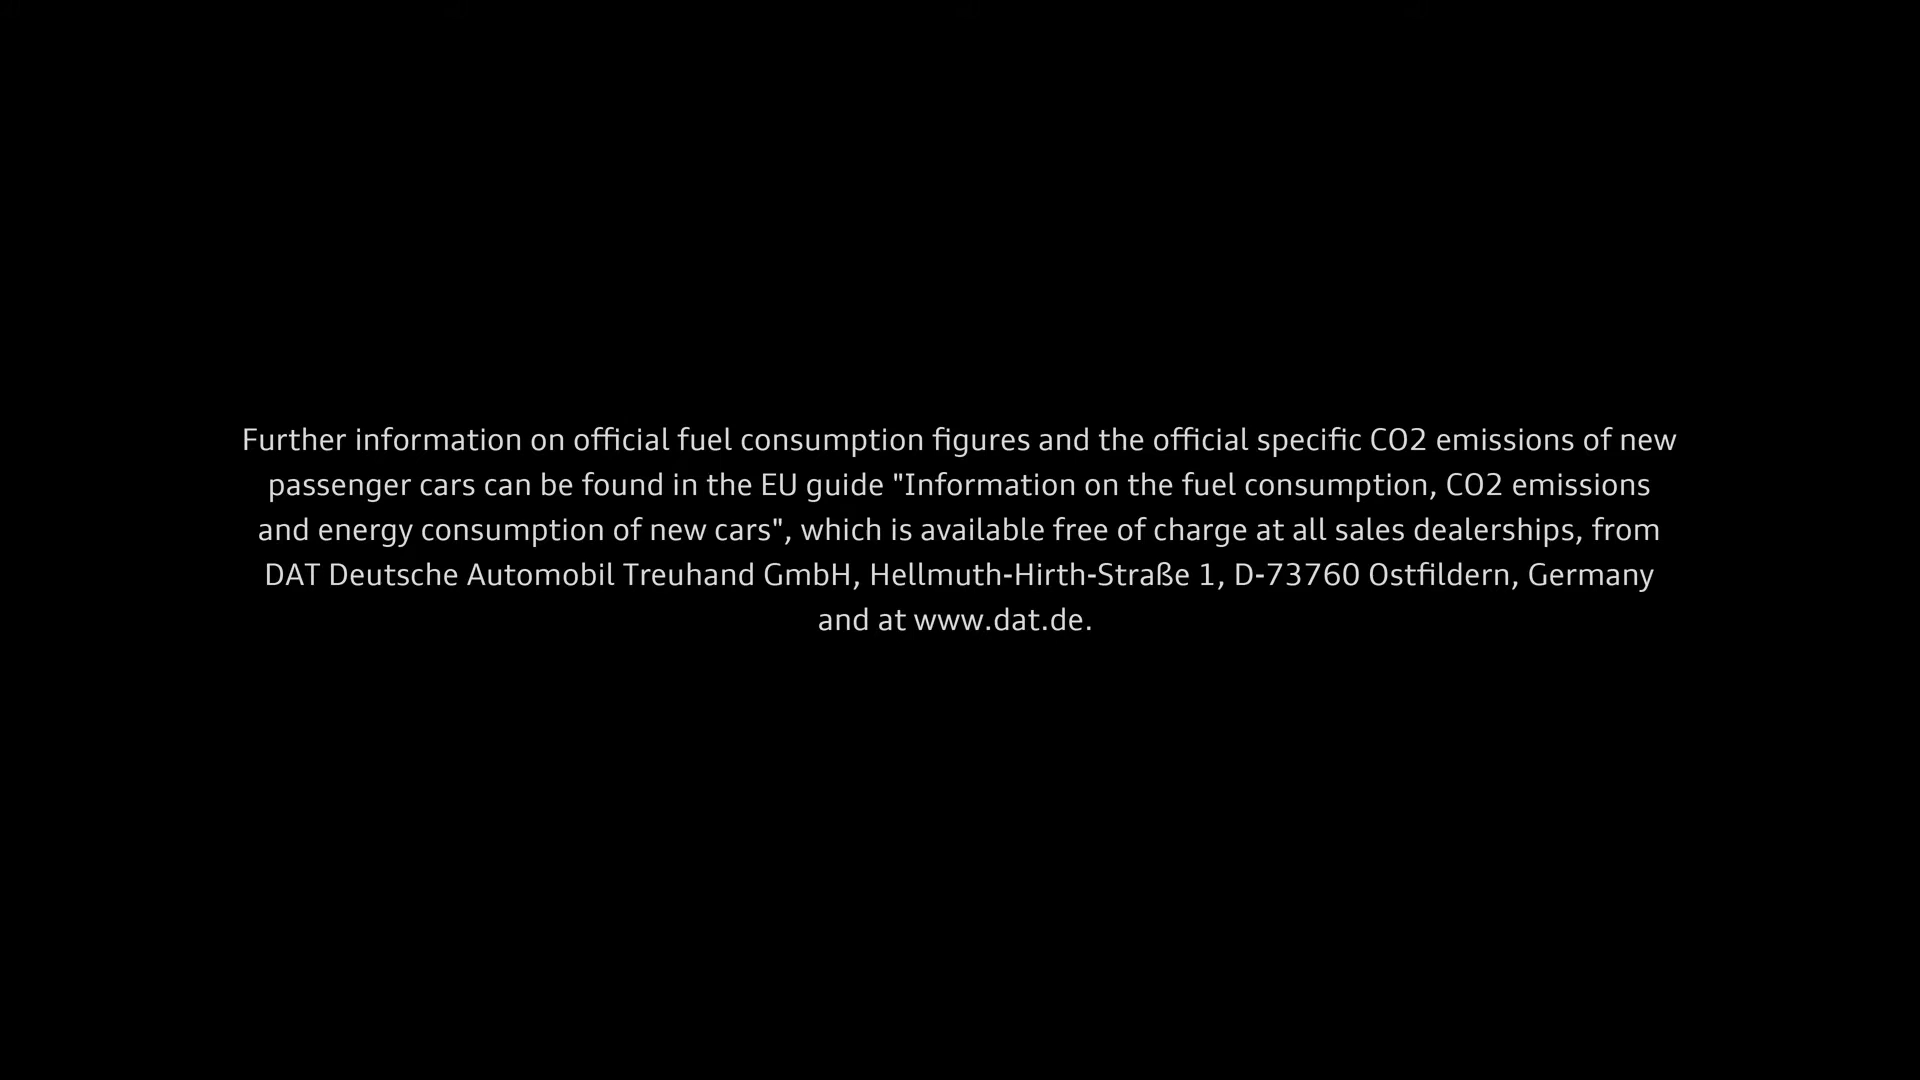 Further information on official fuel consumption figures and the official specific CO2 emissions of new
passenger cars can be found in the EU guide "Information on the fuel consumption, CO2 emissions
and energy consumption of new cars", which is available free of charge at all sales dealerships, from
DAT Deutsche Automobil Treuhand GmbH, Hellmuth-Hirth-Straße 1, D-73760 Ostfildern, Germany
and at www.dat.de.